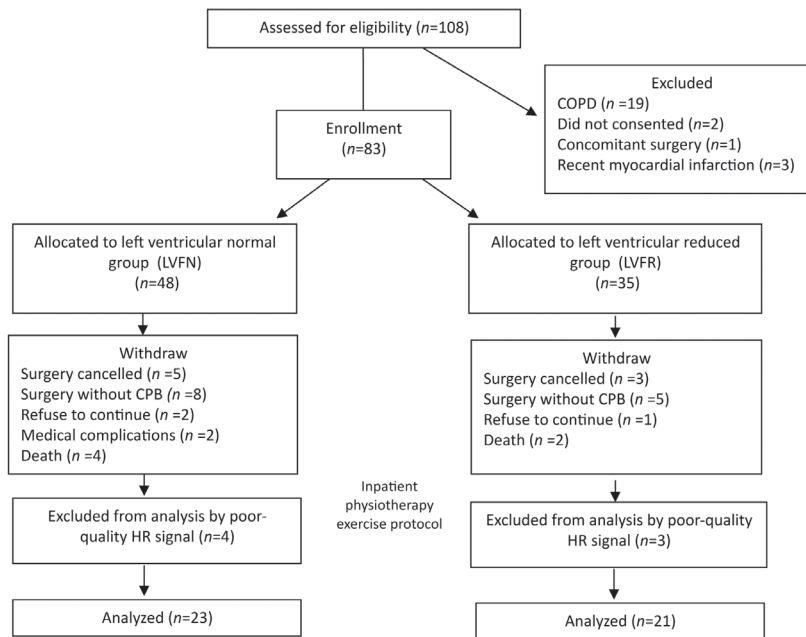 Assessed for eligibility (n=108)
Excluded
COPD (n =19)
Did not consented (n=2)
Concomitant surgery (n=1)
Recent myocardial infarction (n=3)
Enrollment
(n=83)
Allocated to left ventricular normal
group (LVFN)
(n=48)
Allocated to left ventricular reduced
group (LVFR)
(n=35)
Withdraw
Surgery cancelled (n =5)
Surgery without CPB (n =8)
Refuse to continue (n =2)
Medical complications (n =2)
Death (n =4)
Withdraw
Surgery cancelled (n =3)
Surgery without CPB (n =5)
Refuse to continue (n =1)
Death (n =2)
Inpatient
physiotherapy
exercise protocol
Excluded from analysis by poor-
quality HR signal (n=4)
Excluded from analysis by poor-quality
HR signal (n=3)
Analyzed (n=23)
Analyzed (n=21)